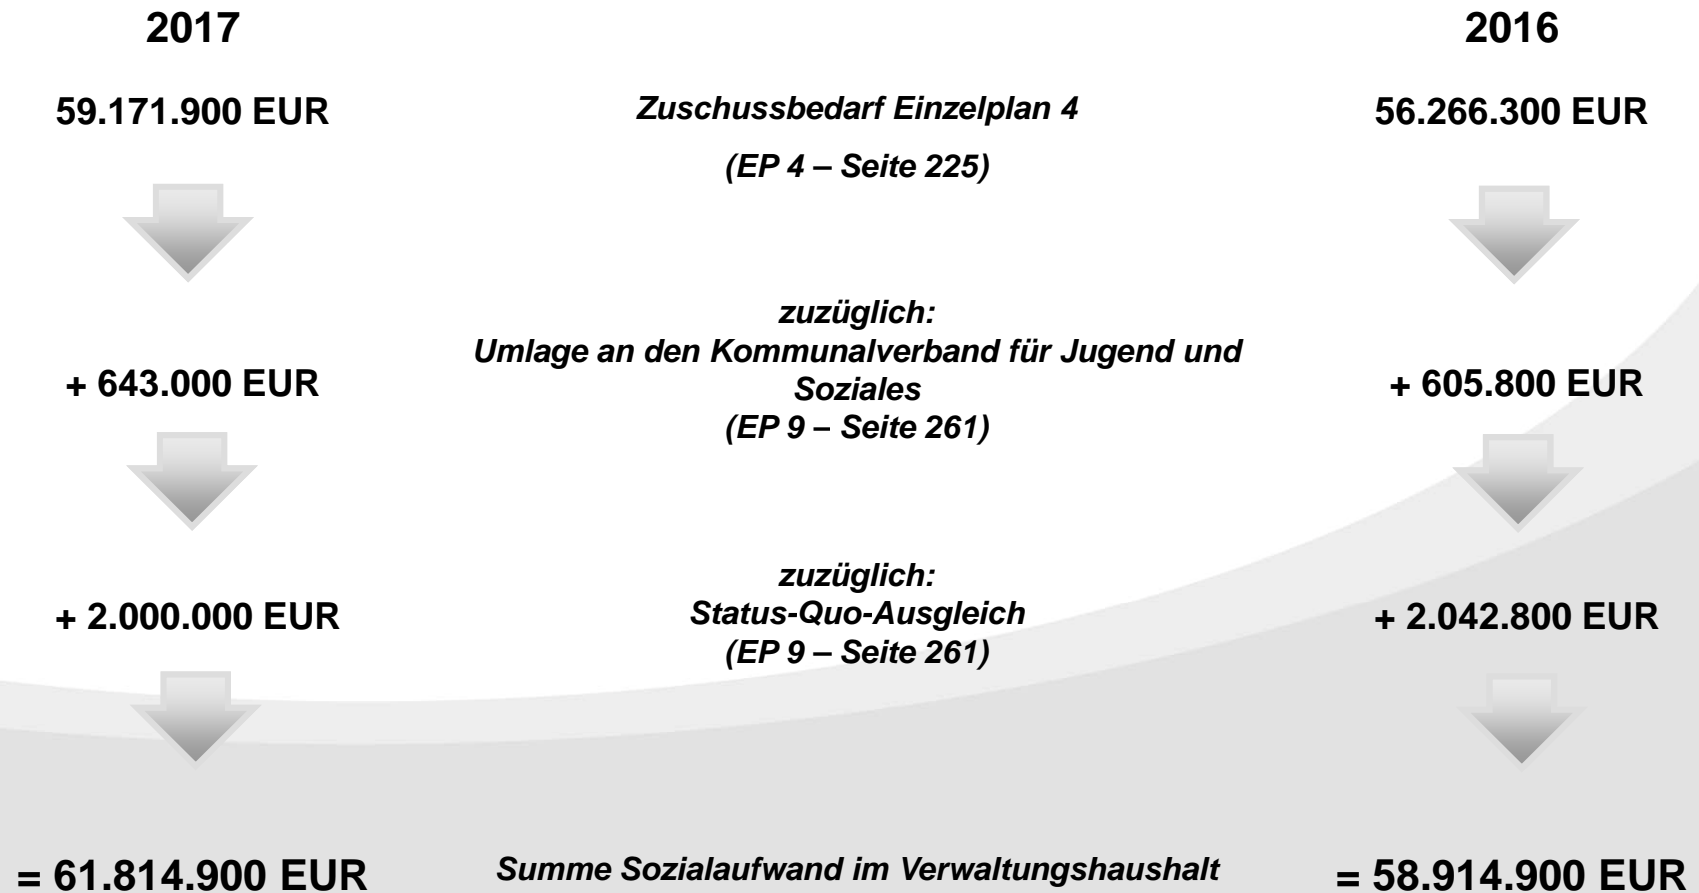 2017
2016
59.171.900 EUR
Zuschussbedarf Einzelplan 4
56.266.300 EUR
(EP 4 – Seite 225)
zuzüglich:
Umlage an den Kommunalverband für Jugend und
Soziales
+ 643.000 EUR
+ 605.800 EUR
(EP 9 – Seite 261)
zuzüglich:
Status-Quo-Ausgleich
+ 2.000.000 EUR
+ 2.042.800 EUR
(EP 9 – Seite 261)
= 61.814.900 EUR
Summe Sozialaufwand im Verwaltungshaushalt
= 58.914.900 EUR